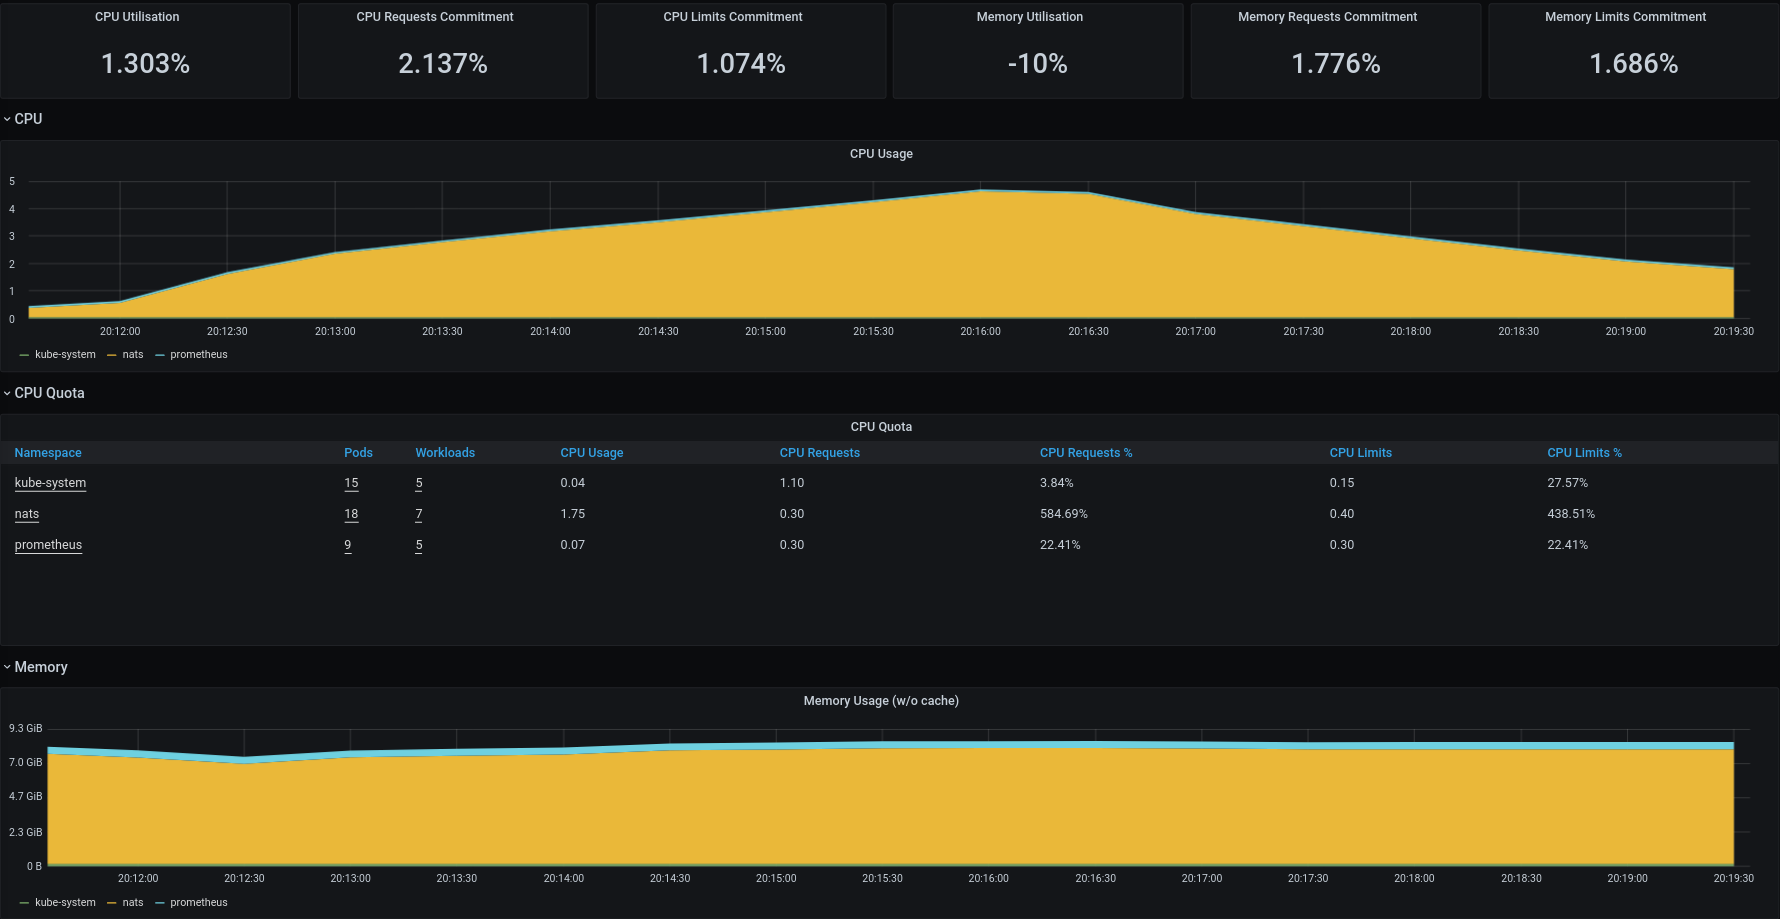 CPU Utilisation CPU Requests Commitment CPU Limits Commitment Memory Utilisation Memory Requests Commitment Memory Limits Commitment
1.303% 2.137% 1.074% -10% 1.776% 1.686%
CPU
CPU Usage
5
4
3
2
1
0
20:12:00 20:12:30 20:13:00 20:13:30 20:14:00 20:14:30 20:15:00 20:15:30 20:16:00 20:16:30 20:17:00 20:17:30 20:18:00 20:18:30 20:19:00 20:19:30
kube-system nats prometheus
CPU Quota
CPU Quota
Namespace Pods Workloads CPU Usage CPU Requests CPU Requests % CPU Limits CPU Limits %
kube-system 15 5 0.04 1.10 3.84% 0.15 27.57%
nats 18 7 1.75 0.30 584.69% 0.40 438.51%
prometheus 9 5 0.07 0.30 22.41% 0.30 22.41%
Memory
Memory Usage (w/o cache)
9.3 GiB
7.0 GiB
4.7 GiB
2.3 GiB
0 B
20:12:00 20:12:30 20:13:00 20:13:30 20:14:00 20:14:30 20:15:00 20:15:30 20:16:00 20:16:30 20:17:00 20:17:30 20:18:00 20:18:30 20:19:00 20:19:30
kube-system nats prometheus